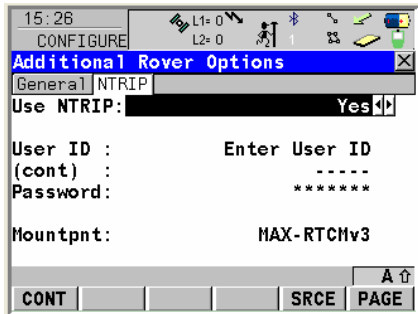 15:26
L1= 0
CONFIGURE
L2= 0
1
Additional Rover Options
General NTRIP
Use NTRIP: Yes
User ID : Enter User ID
(cont) : -----
Password: *******
Mountpnt: MAX-RTCMv3
A
CONT SRCE PAGE